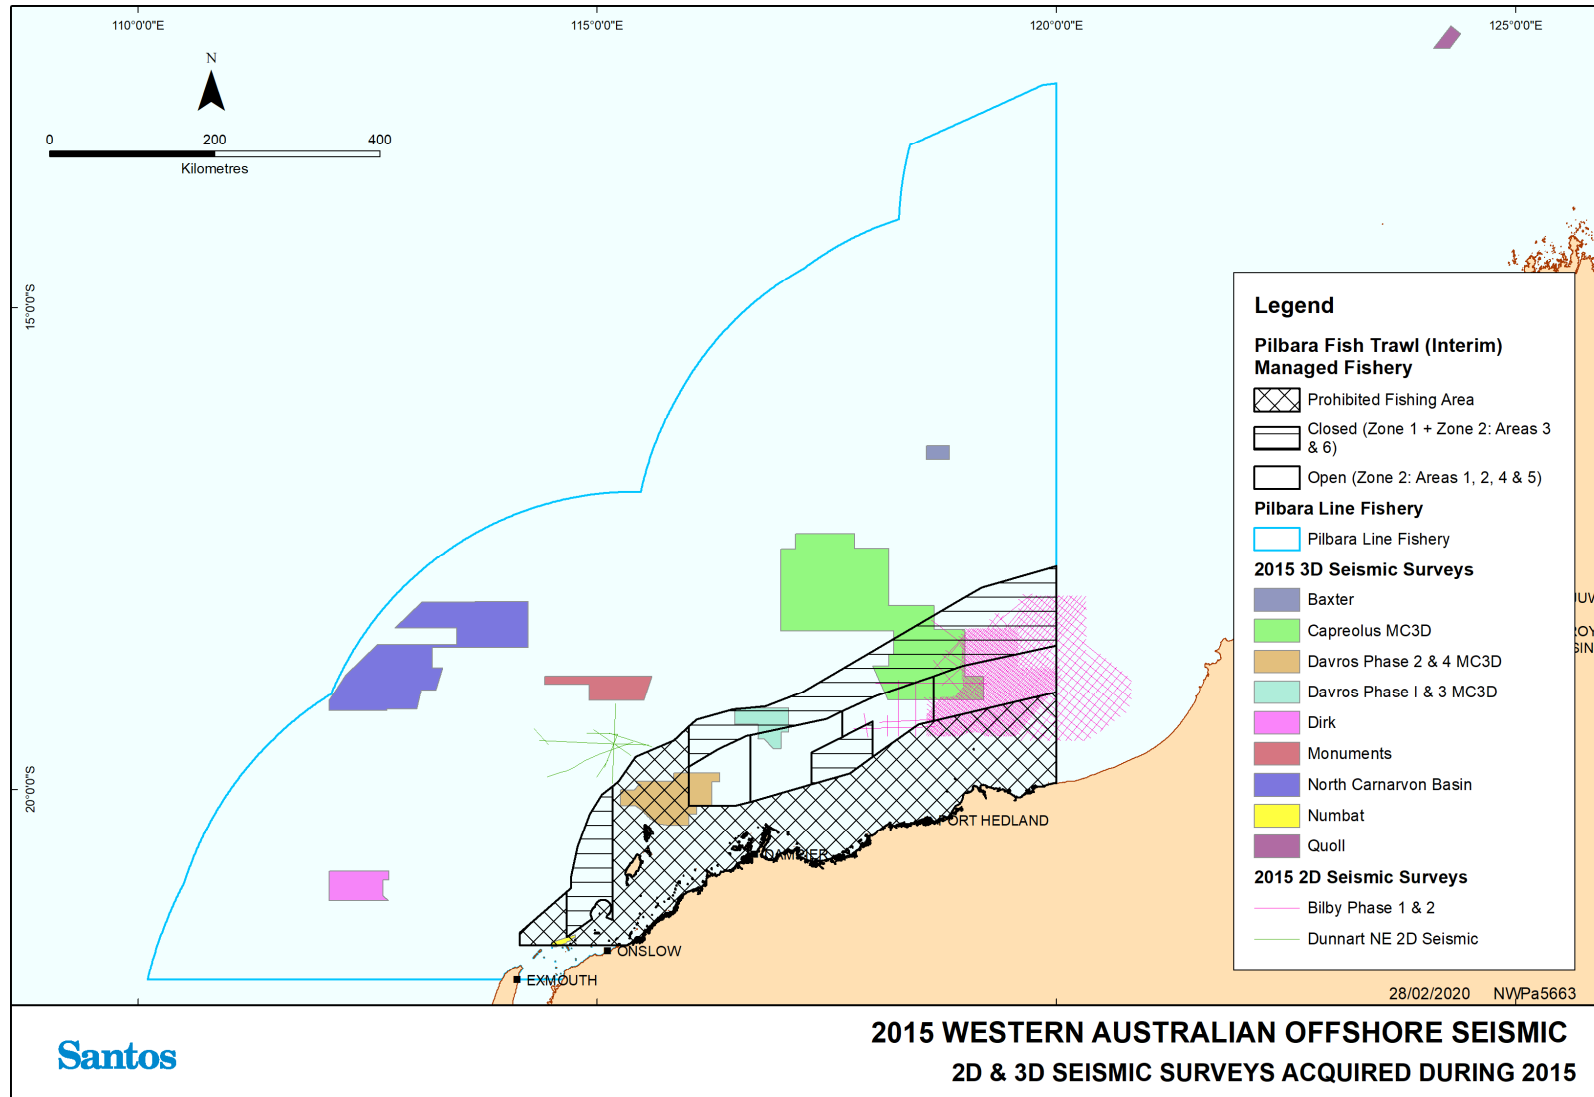 110°0'0"E
115°0'0"E
120°0'0"E
125°0'0"E
N
0
200
400
Kilometres
15°0'0"S
20°0'0"S
PORT HEDLAND
DAMPIER
ONSLOW
EXMOUTH
Legend
Pilbara Fish Trawl (Interim)
Managed Fishery
Prohibited Fishing Area
Closed (Zone 1 + Zone 2: Areas 3
& 6)
Open (Zone 2: Areas 1, 2, 4 & 5)
Pilbara Line Fishery
Pilbara Line Fishery
2015 3D Seismic Surveys
Baxter
Capreolus MC3D
Davros Phase 2 & 4 MC3D
Davros Phase I & 3 MC3D
Dirk
Monuments
North Carnarvon Basin
Numbat
Quoll
2015 2D Seismic Surveys
Bilby Phase 1 & 2
Dunnart NE 2D Seismic
28/02/2020 NWPa5663
Santos
2015 WESTERN AUSTRALIAN OFFSHORE SEISMIC
2D & 3D SEISMIC SURVEYS ACQUIRED DURING 2015